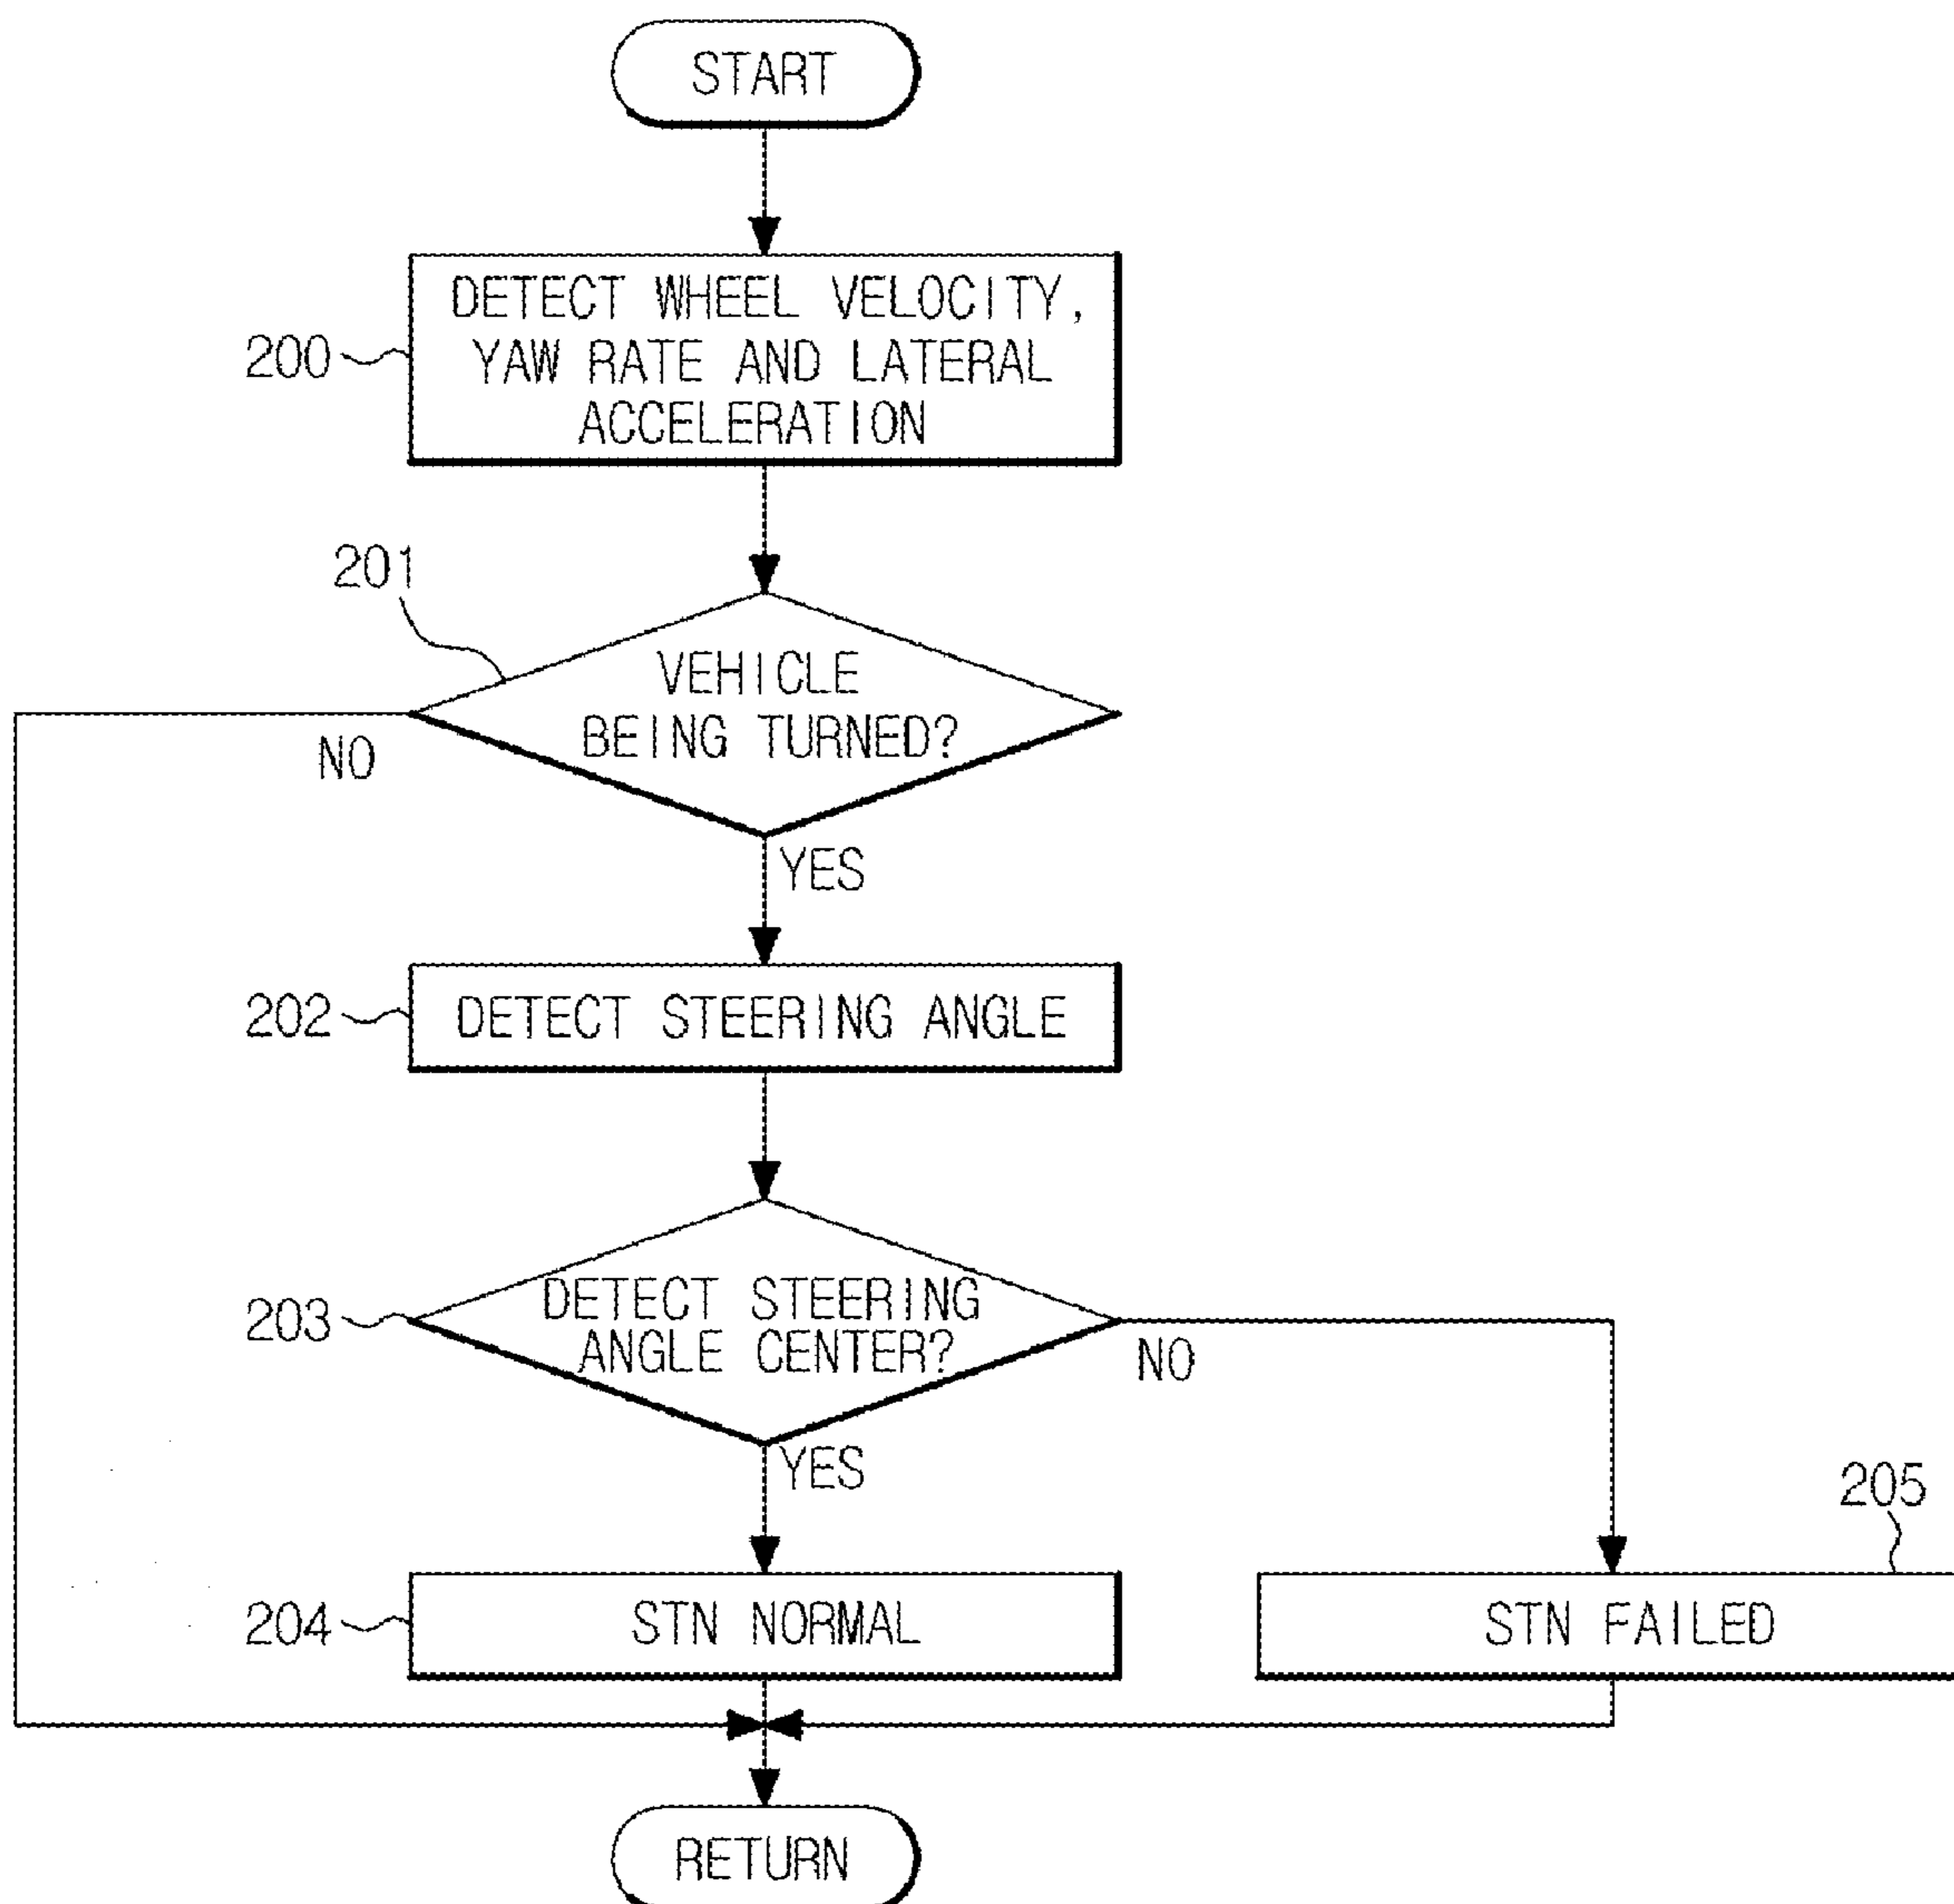 START
DETECT WHEEL VELOCITY,
200
YAW RATE AND LATERAL
ACCELERATION
201
VEHICLE
BEING TURNED?
NO
YES
202
DETECT STEERING ANGLE
203
DETECT STEERING
ANGLE CENTER?
NO
YES
205
204
STN NORMAL
STN FAILED
RETURN